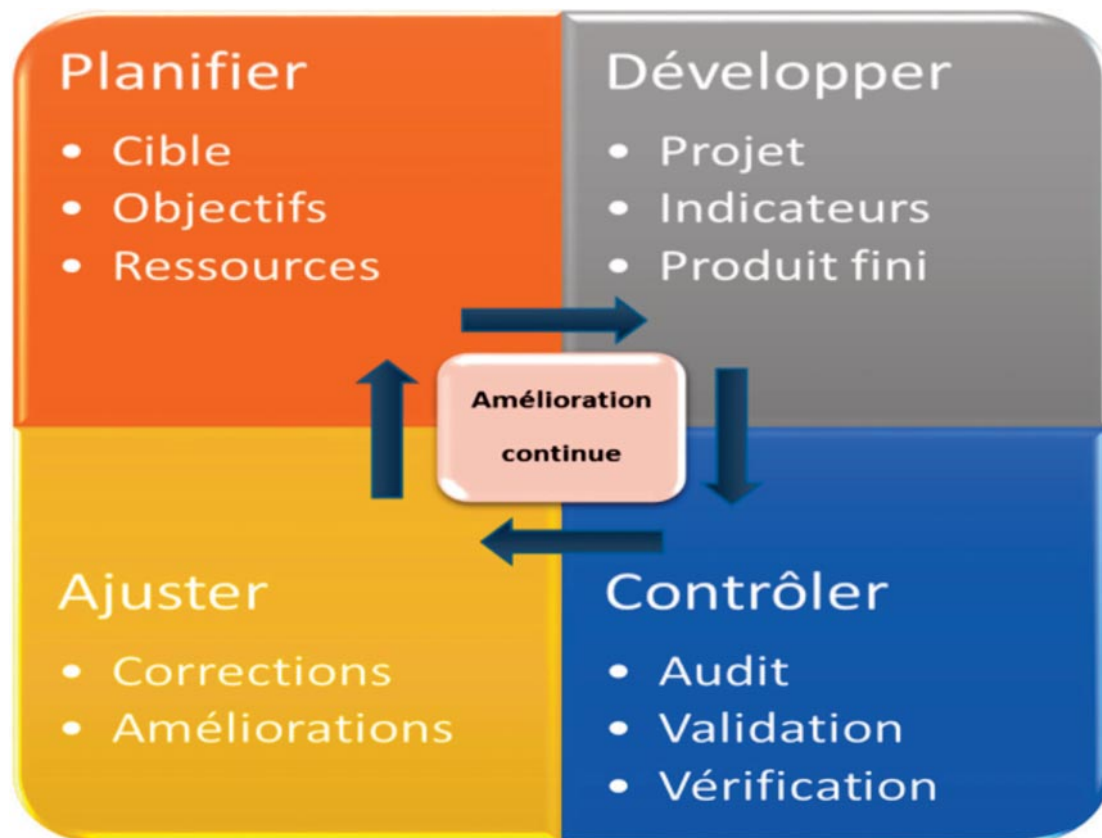 Planifier
• Cible
• Objectifs
• Ressources
Développer
• Projet
• Indicateurs
• Produit fini
Amélioration
continue
Ajuster
• Corrections
• Améliorations
Contrôler
• Audit
• Validation
• Vérification